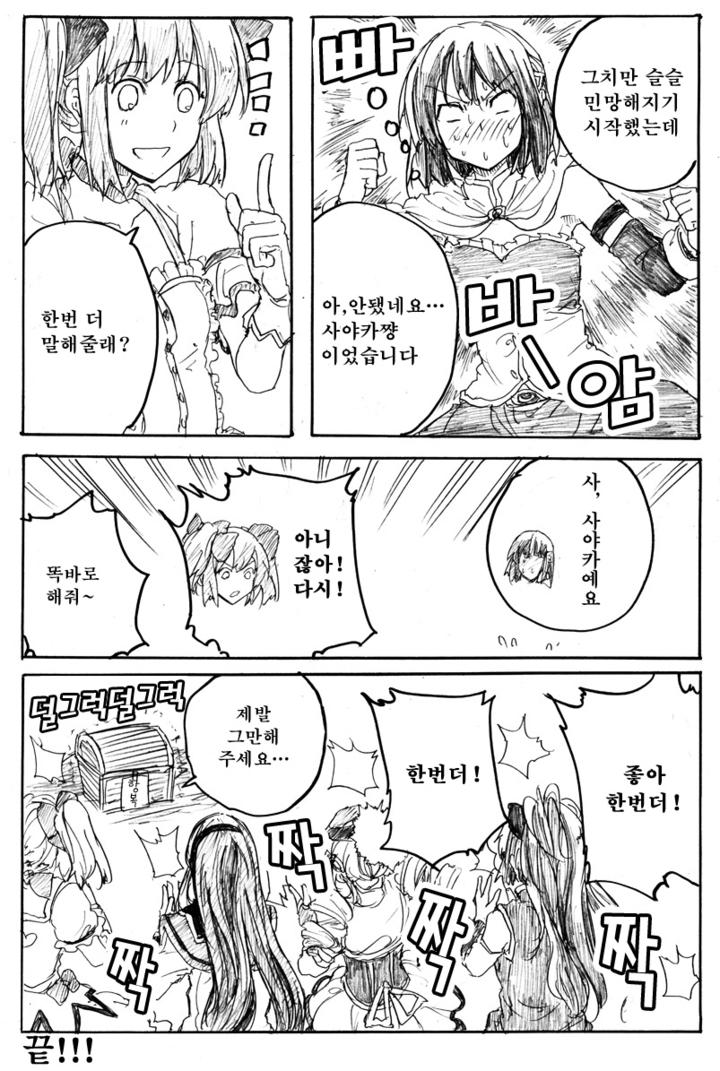 그치만 슬슬
민망해지기
시작했는데
빠
바
암
아,안됐네요…
사야카쨩
이었습니다
한번 더
말해줄래?
사, 사야카예요
아니
잖아!
다시!
똑바로
해줘~
좋아
한번더!
한번더!
제발
그만해
주세요…
덜그럭덜그럭
항복
짝
짝
짝
짝
끝!!!